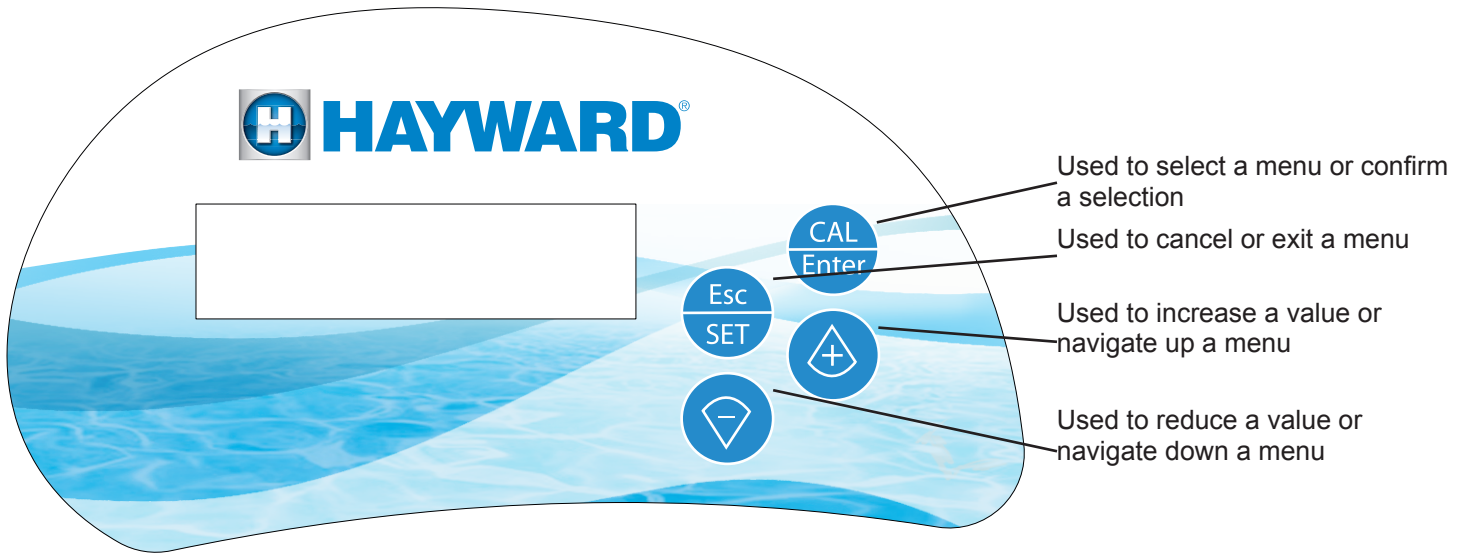 H HAYWARD®
Used to select a menu or confirm
a selection
CAL
Enter
Used to cancel or exit a menu
Esc
SET
Used to increase a value or
navigate up a menu
+
−
Used to reduce a value or
navigate down a menu